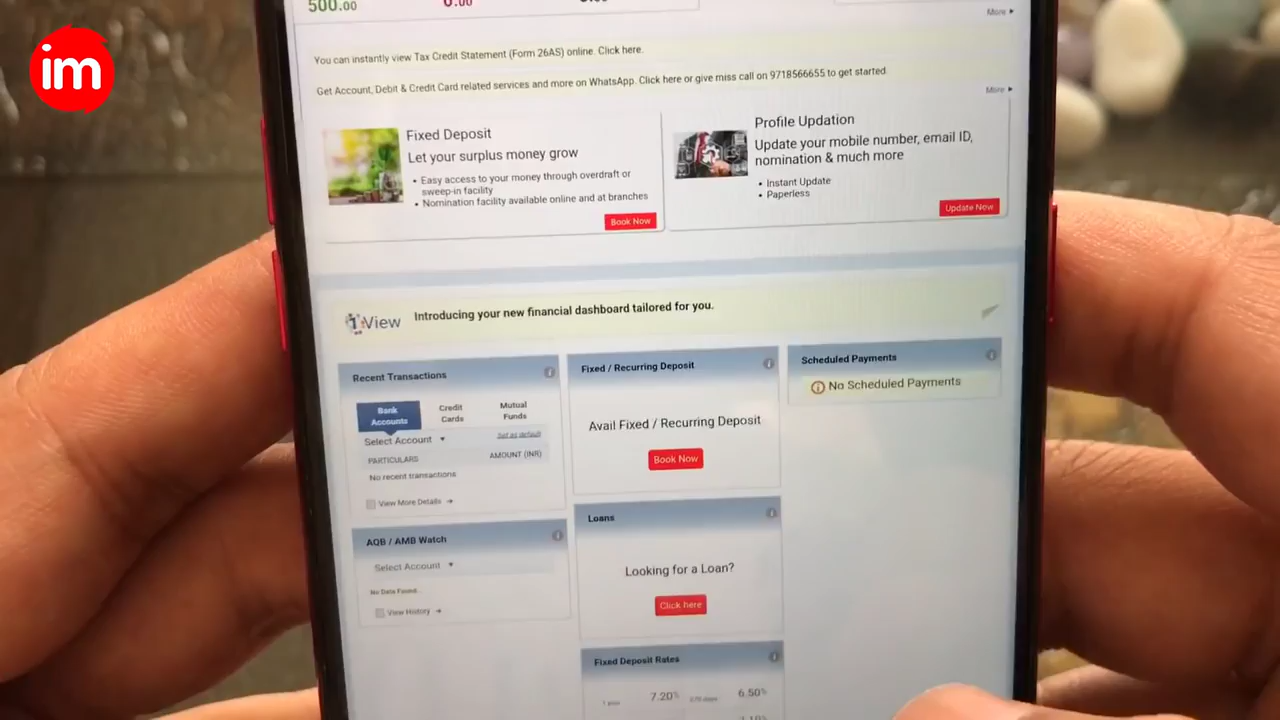 im
500.00
0.00
More
You can instantly view Tax Credit Statement (Form 26AS) online. Click here.
Get Account, Debit & Credit Card related services and more on WhatsApp. Click here or give miss call on 9718566655 to get started.
More
Fixed Deposit
Let your surplus money grow
• Easy access to your money through overdraft or
sweep-in facility
• Nomination facility available online and at branches
Book Now
Profile Updation
Update your mobile number, email ID,
nomination & much more
• Instant Update
• Paperless
Update Now
1View
Introducing your new financial dashboard tailored for you.
Recent Transactions
Bank
Accounts
Credit
Cards
Mutual
Funds
Select Account
Set as default
PARTICULARS
AMOUNT (INR)
No recent transactions
View More Details
AQB / AMB Watch
Select Account
No Data Found
View History
Fixed / Recurring Deposit
Avail Fixed / Recurring Deposit
Book Now
Loans
Looking for a Loan?
Click here
Fixed Deposit Rates
7.20%
6.50%
Scheduled Payments
No Scheduled Payments